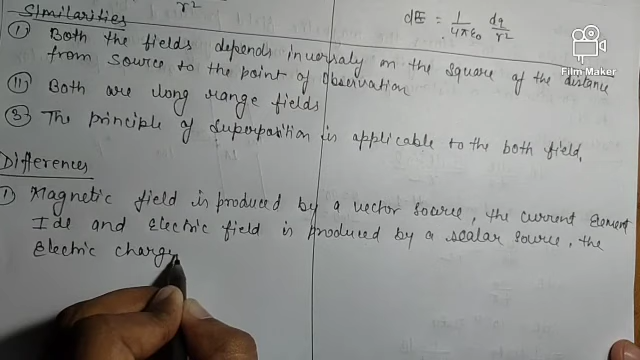 r²
dE = 1/4πε₀ dq/r²
Similarities
① Both the fields depends inversaly on the square of the distance
from source to the point of observation
② Both are long range fields
③ The principle of superposition is applicable to the both field.
Differences
① Magnetic field is produced by a vector source, the current element
Idl and Electric field is produced by a scalar source, the
Electric charge
Film Maker